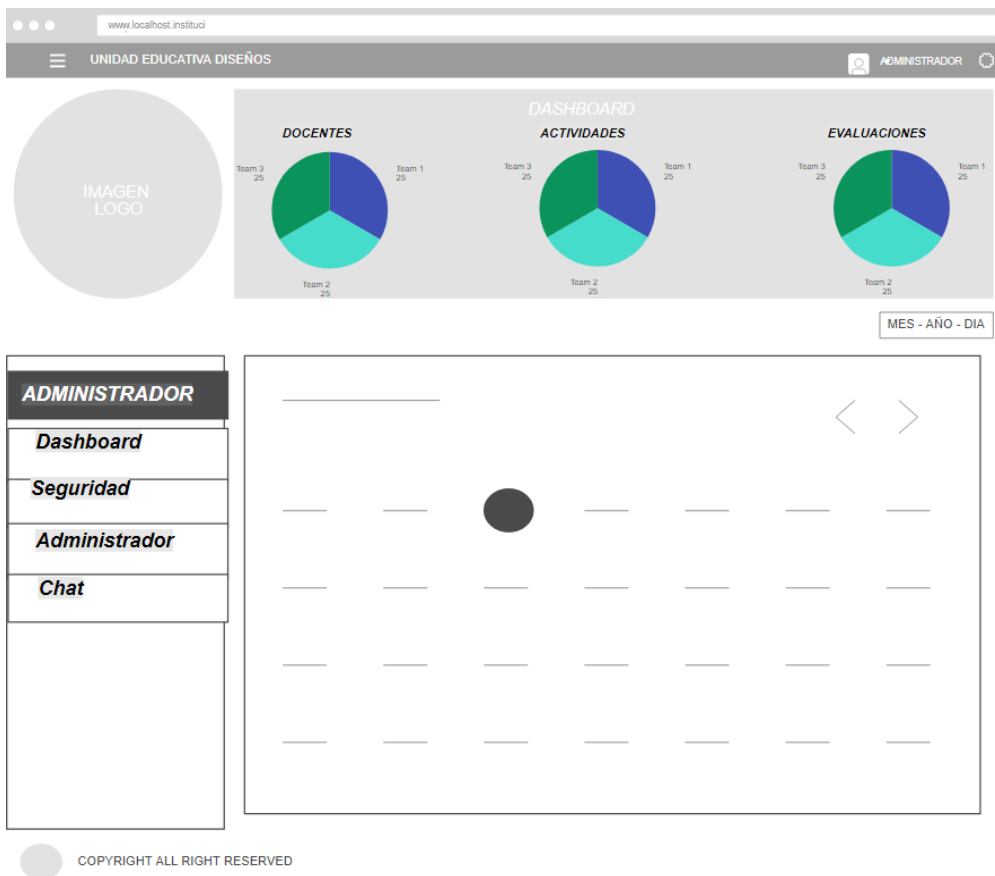 www.localhost.instituci
UNIDAD EDUCATIVA DISEÑOS
ADMINISTRADOR
IMAGEN
LOGO
DASHBOARD
DOCENTES
Team 3
25
Team 1
25
Team 2
25
ACTIVIDADES
Team 3
25
Team 1
25
Team 2
25
EVALUACIONES
Team 3
25
Team 1
25
Team 2
25
MES - AÑO - DIA
ADMINISTRADOR
Dashboard
Seguridad
Administrador
Chat
COPYRIGHT ALL RIGHT RESERVED